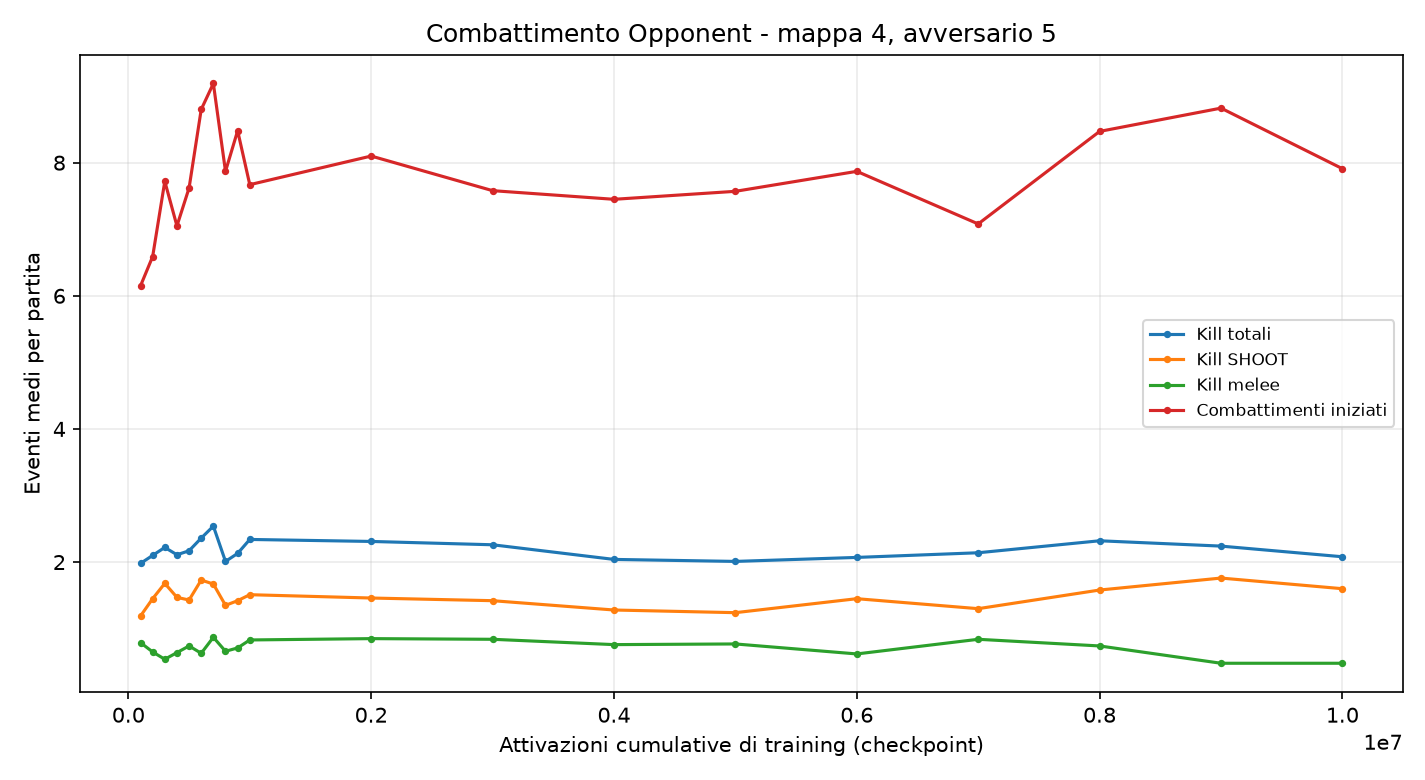 Combattimento Opponent - mappa 4, avversario 5
Eventi medi per partita
8
6
4
2
Kill totali
Kill SHOOT
Kill melee
Combattimenti iniziati
0.0 0.2 0.4 0.6 0.8 1.0
1e7
Attivazioni cumulative di training (checkpoint)